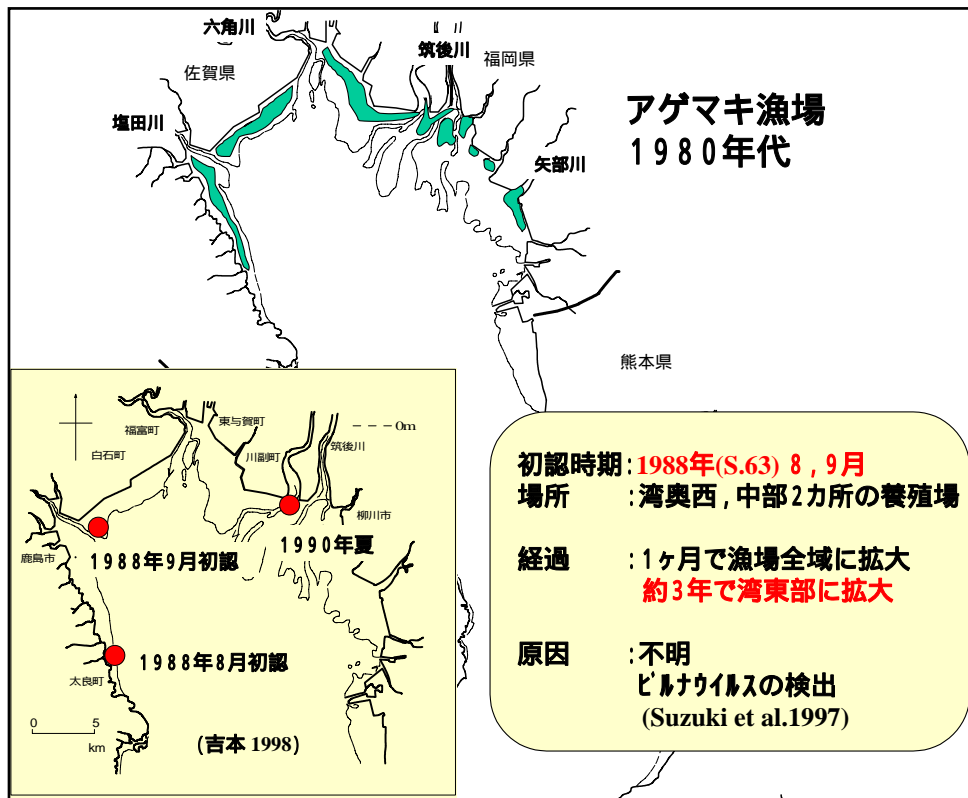 六角川
筑後川
福岡県
佐賀県
塩田川
矢部川
アゲマキ漁場
1980年代
熊本県
福富町
東与賀町
0m
白石町
川副町
筑後川
柳川市
鹿島市
1988年9月初認
1990年夏
1988年8月初認
太良町
0 5
km
(吉本 1998)
初認時期:1988年(S.63) 8,9月
場所 :湾奥西,中部2カ所の養殖場
経過 :1ヶ月で漁場全域に拡大
約3年で湾東部に拡大
原因 :不明
ビルナウイルスの検出
(Suzuki et al.1997)